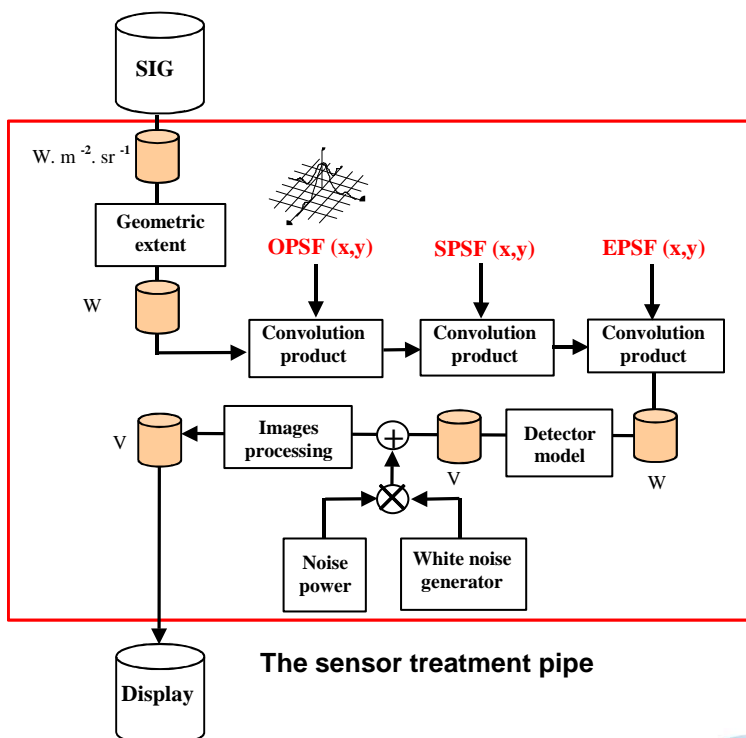 SIG
W. m⁻². sr⁻¹
Geometric
extent
OPSF (x,y)
SPSF (x,y)
EPSF (x,y)
W
Convolution
product
Convolution
product
Convolution
product
V
Images
processing
+
V
Detector
model
W
Noise
power
White noise
generator
The sensor treatment pipe
Display